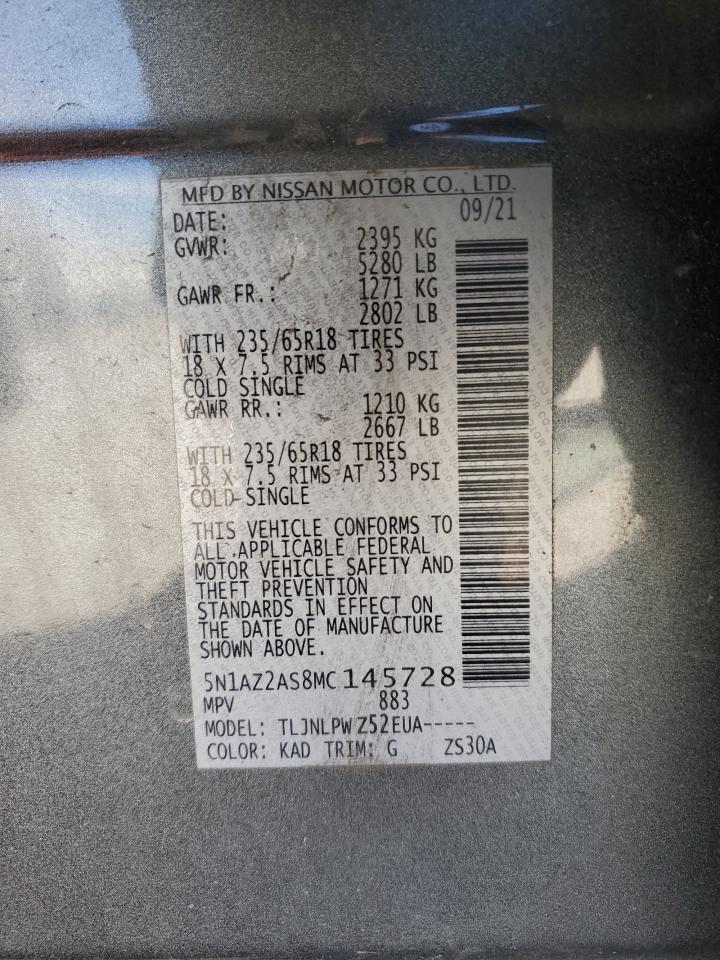 MFD BY NISSAN MOTOR CO., LTD.
DATE: 09/21
GVWR: 2395 KG
5280 LB
GAWR FR.: 1271 KG
2802 LB
WITH 235/65R18 TIRES
18 X 7.5 RIMS AT 33 PSI
COLD SINGLE
GAWR RR.: 1210 KG
2667 LB
WITH 235/65R18 TIRES
18 X 7.5 RIMS AT 33 PSI
COLD SINGLE
THIS VEHICLE CONFORMS TO
ALL APPLICABLE FEDERAL
MOTOR VEHICLE SAFETY AND
THEFT PREVENTION
STANDARDS IN EFFECT ON
THE DATE OF MANUFACTURE
SHOWN ABOVE.
5N1AZ2AS8MC145728
MPV 883
MODEL: TLJNLPW Z52EUA-----
COLOR: KAD TRIM: G ZS30A